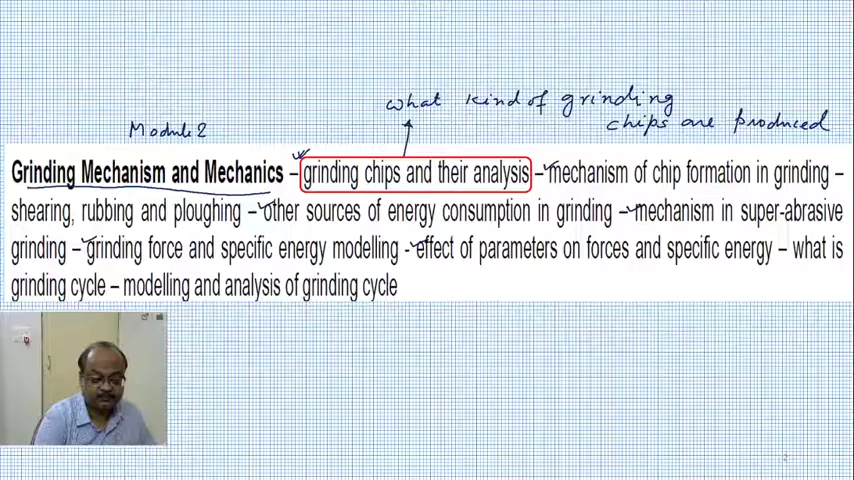 what kind of grinding
chips are produced
Module 2
Grinding Mechanism and Mechanics – grinding chips and their analysis – mechanism of chip formation in grinding –
shearing, rubbing and ploughing – other sources of energy consumption in grinding – mechanism in super-abrasive
grinding – grinding force and specific energy modelling - effect of parameters on forces and specific energy – what is
grinding cycle – modelling and analysis of grinding cycle
2